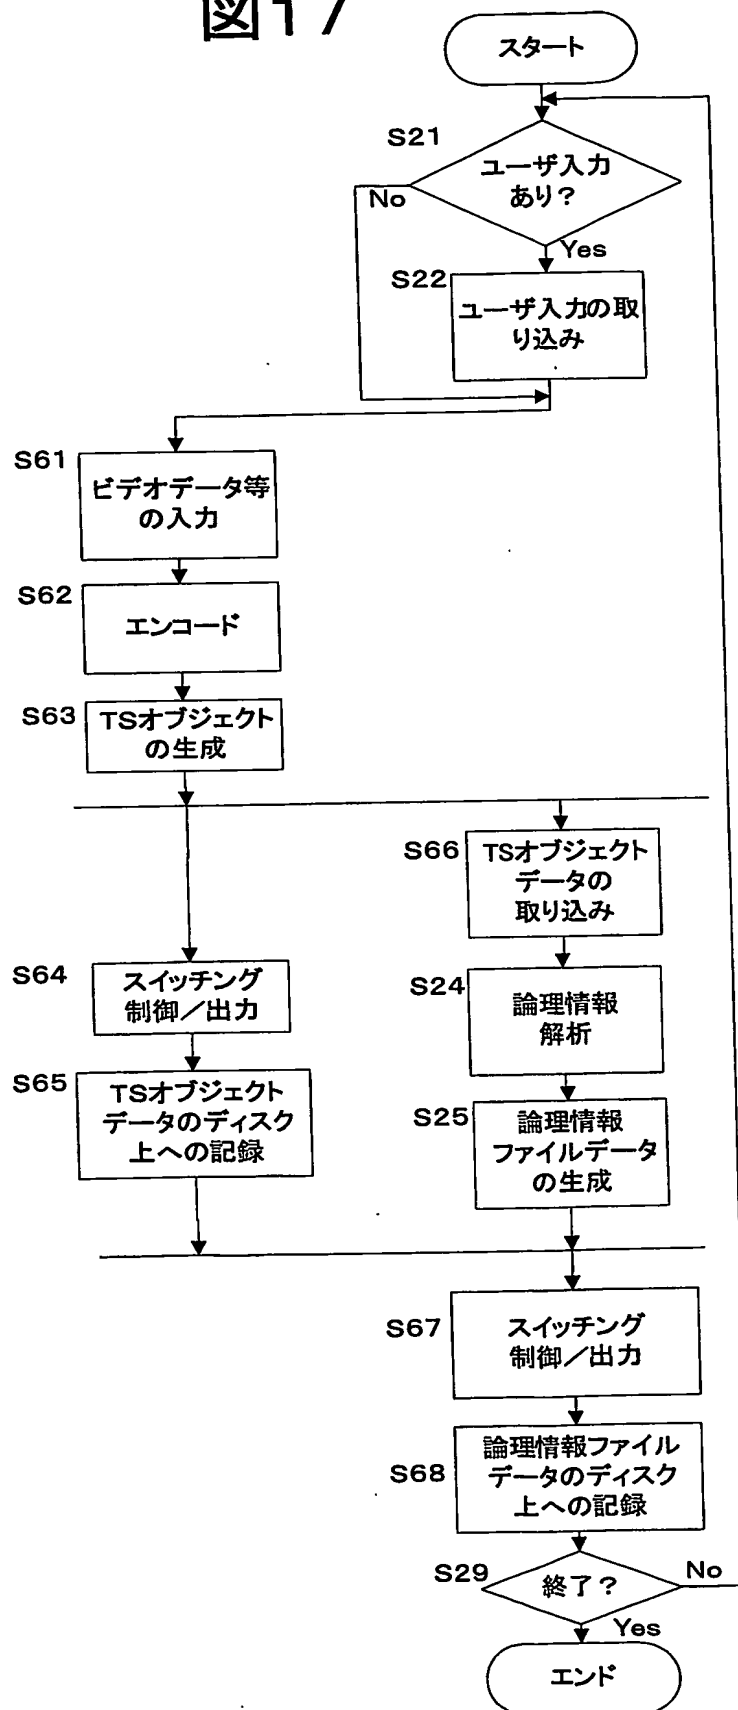 図17
スタート
S21
ユーザ入力
あり?
No
Yes
S22
ユーザ入力の取
り込み
S61
ビデオデータ等
の入力
S62
エンコード
S63
TSオブジェクト
の生成
S66
TSオブジェクト
データの
取り込み
S64
スイッチング
制御/出力
S24
論理情報
解析
S65
TSオブジェクト
データのディスク
上への記録
S25
論理情報
ファイルデータ
の生成
S67
スイッチング
制御/出力
S68
論理情報ファイル
データのディスク
上への記録
S29
終了?
No
Yes
エンド